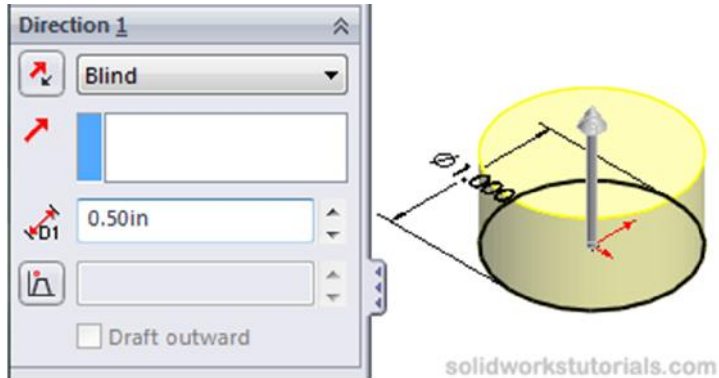 Direction 1
Blind
D1
0.50in
Draft outward
Ø1.000
solidworkstutorials.com